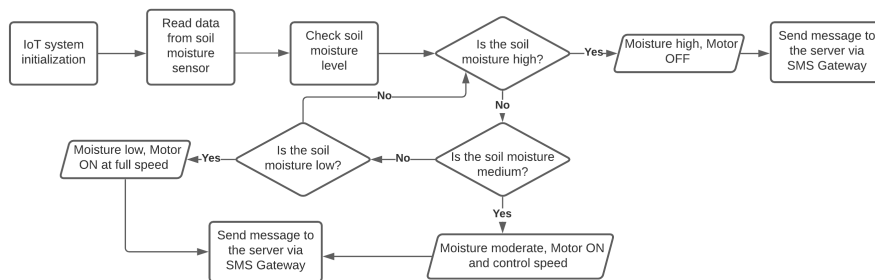 IoT system
initialization
Read data
from soil
moisture
sensor
Check soil
moisture
level
Is the soil
moisture high?
Yes
Moisture high, Motor
OFF
Send message to
the server via
SMS Gateway
No
No
Is the soil moisture
medium?
No
Is the soil
moisture low?
Yes
Moisture low, Motor
ON at full speed
Yes
Moisture moderate, Motor ON
and control speed
Send message to
the server via
SMS Gateway